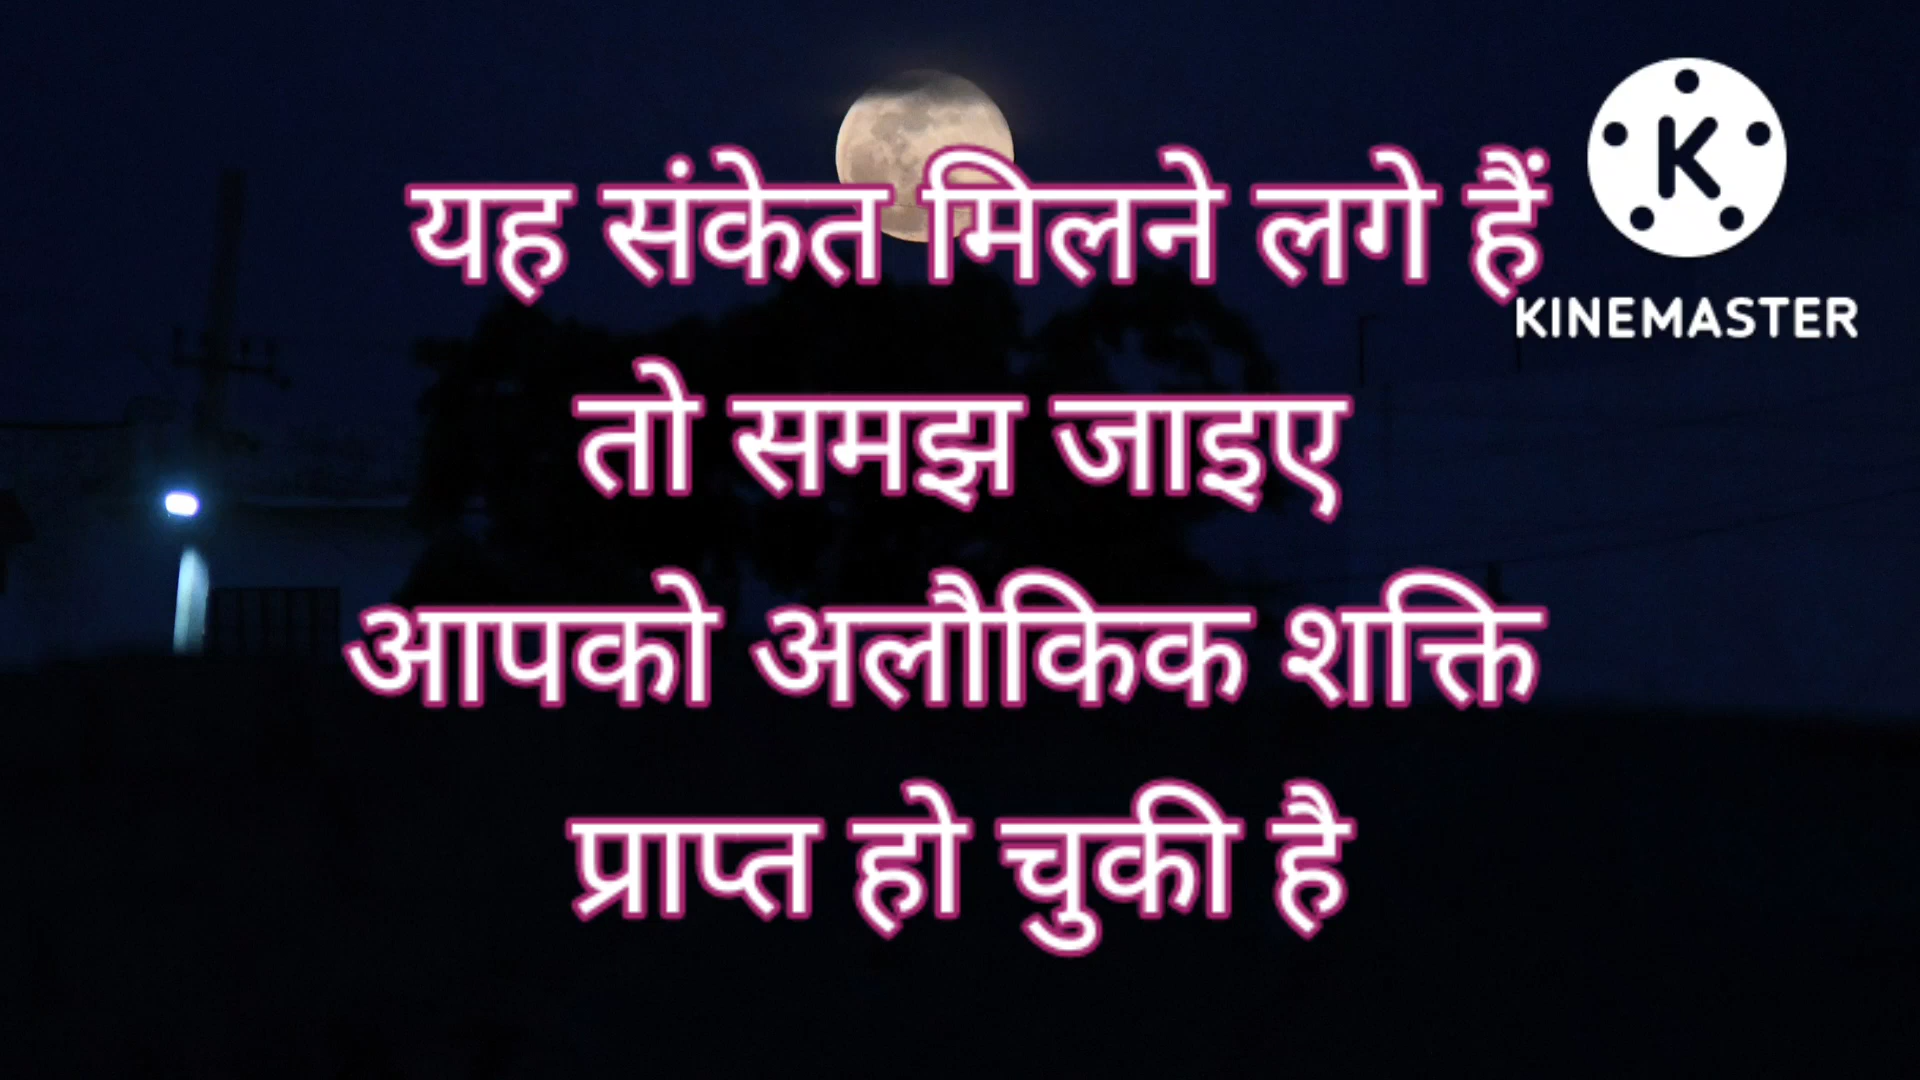 यह संकेत मिलने लगे हैं
तो समझ जाइए
आपको अलौकिक शक्ति
प्राप्त हो चुकी है
K
KINEMASTER